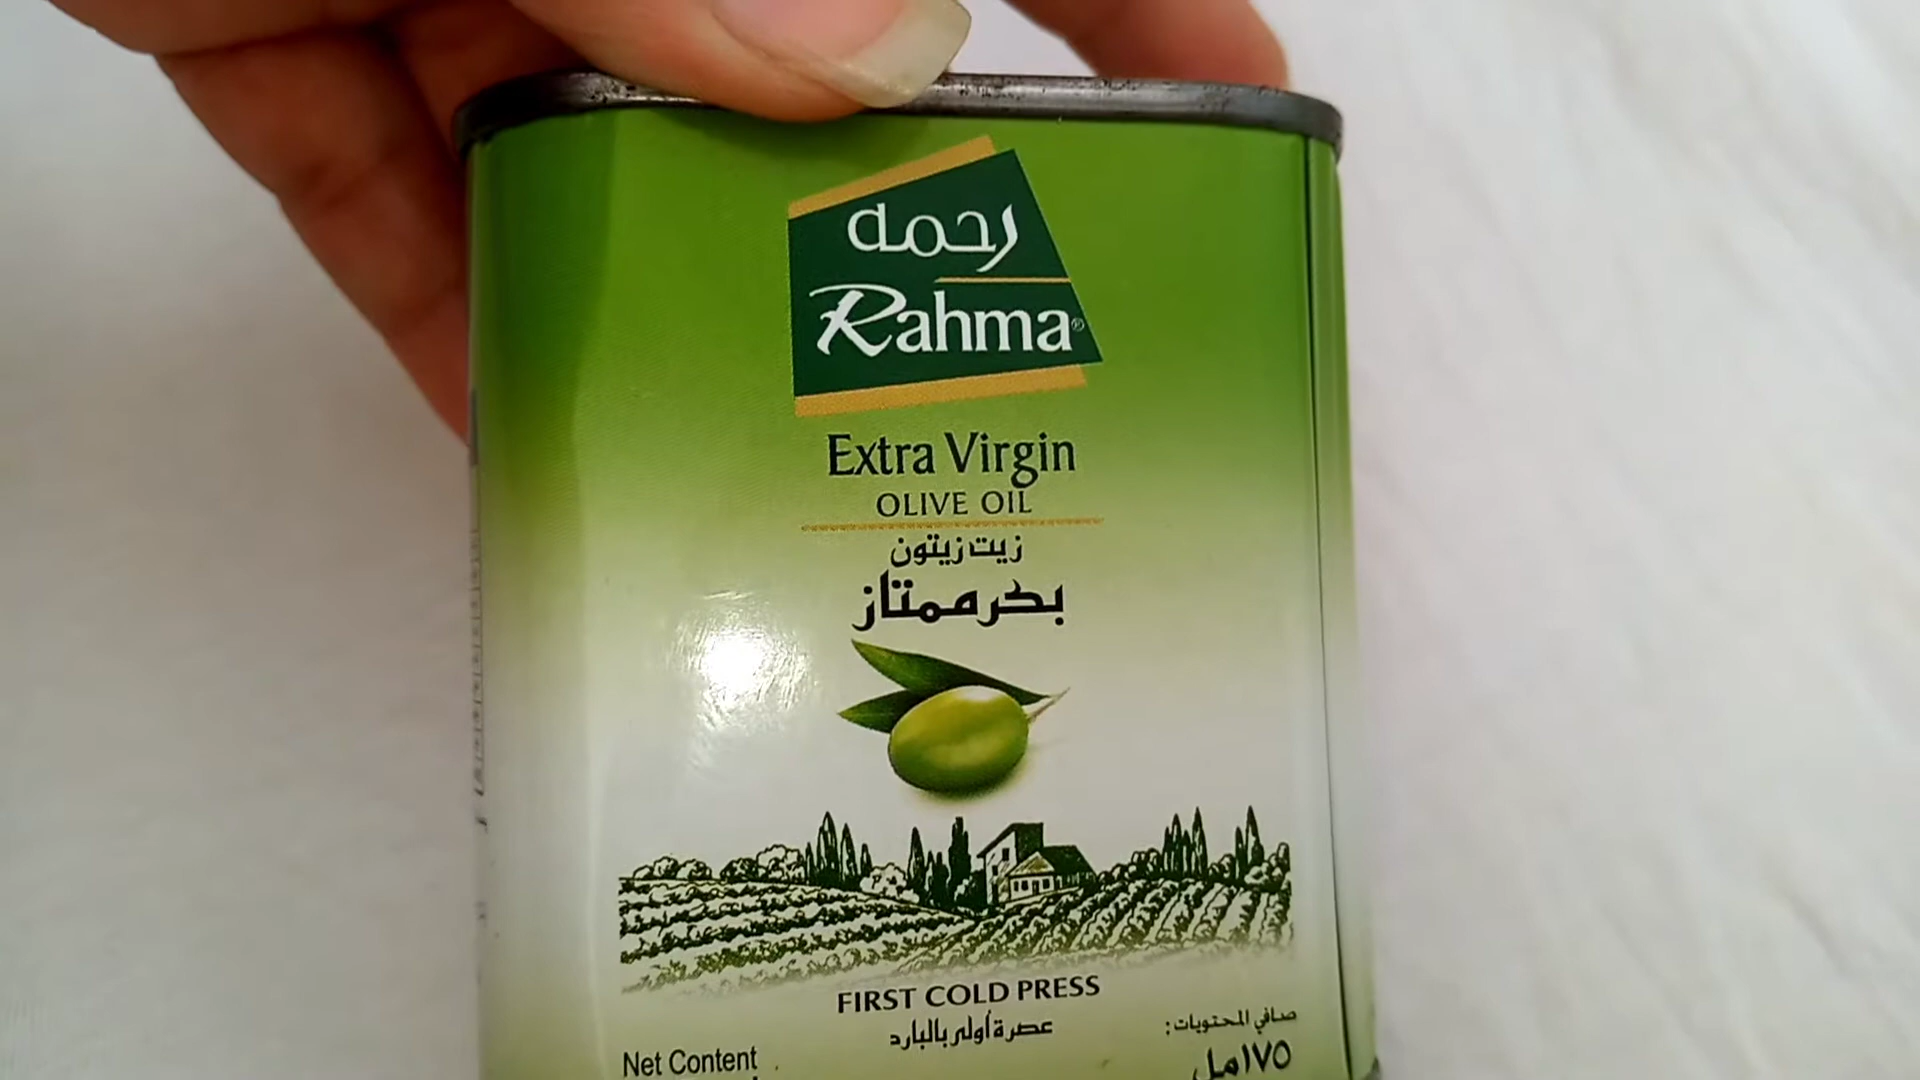 رحمه
Rahma®
Extra Virgin
OLIVE OIL
زيت زيتون
بكر ممتاز
FIRST COLD PRESS
عصرة أولى بالبارد
صافي المحتويات:
Net Content
١٧٥مل